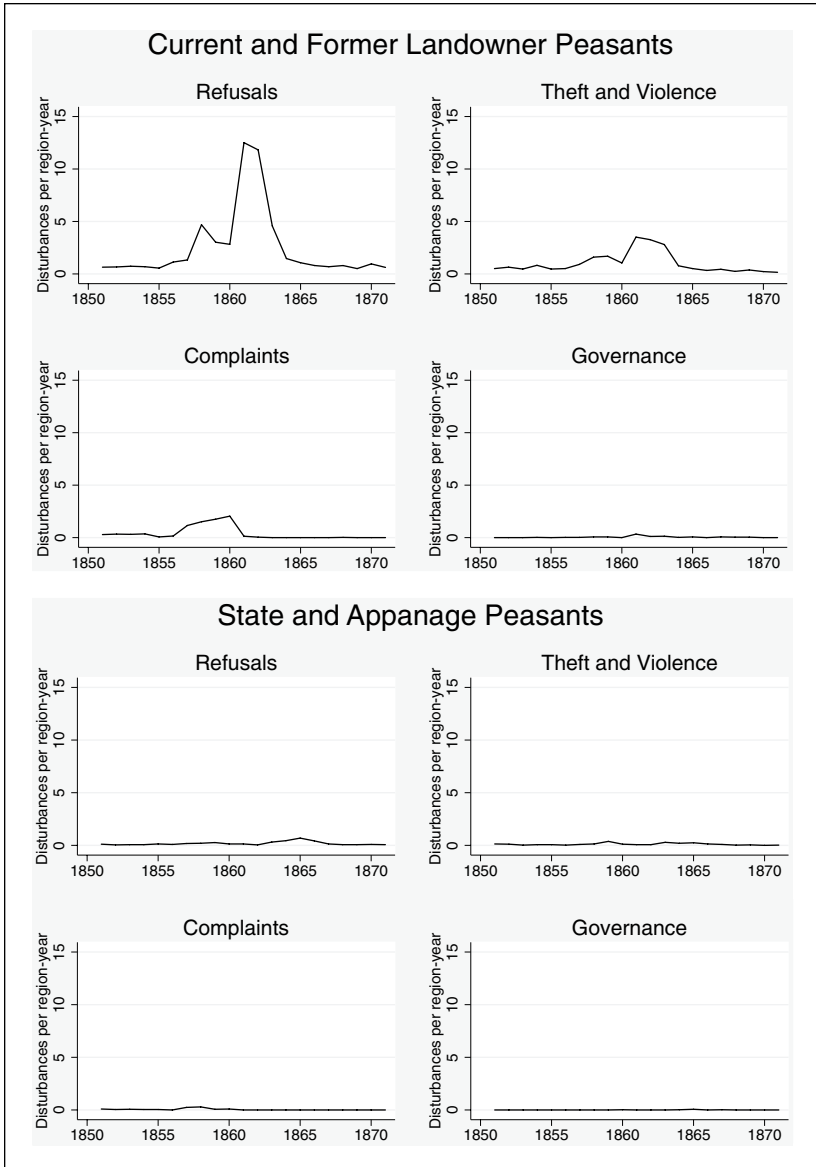 Current and Former Landowner Peasants
Refusals
Disturbances per region-year
15
10
5
0
1850 1855 1860 1865 1870
Theft and Violence
Disturbances per region-year
15
10
5
0
1850 1855 1860 1865 1870
Complaints
Disturbances per region-year
15
10
5
0
1850 1855 1860 1865 1870
Governance
Disturbances per region-year
15
10
5
0
1850 1855 1860 1865 1870
State and Appanage Peasants
Refusals
Disturbances per region-year
15
10
5
0
1850 1855 1860 1865 1870
Theft and Violence
Disturbances per region-year
15
10
5
0
1850 1855 1860 1865 1870
Complaints
Disturbances per region-year
15
10
5
0
1850 1855 1860 1865 1870
Governance
Disturbances per region-year
15
10
5
0
1850 1855 1860 1865 1870